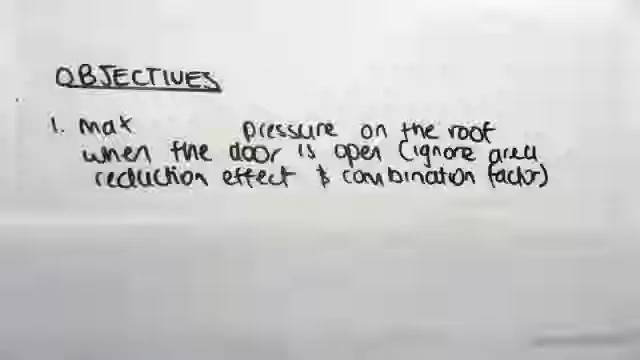 OBJECTIVES
1. Max pressure on the roof
when the door is open (ignore area
reduction effect & combination factor)